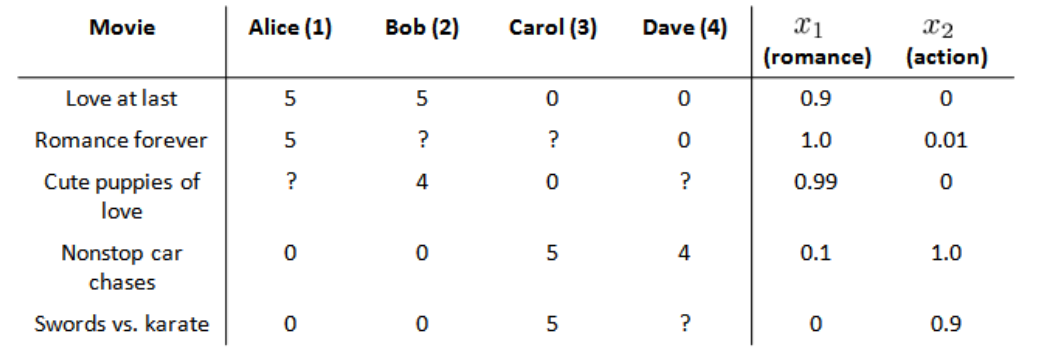 Movie Alice (1) Bob (2) Carol (3) Dave (4) x1 (romance) x2 (action)
Love at last 5 5 0 0 0.9 0
Romance forever 5 ? ? 0 1.0 0.01
Cute puppies of love ? 4 0 ? 0.99 0
Nonstop car chases 0 0 5 4 0.1 1.0
Swords vs. karate 0 0 5 ? 0 0.9